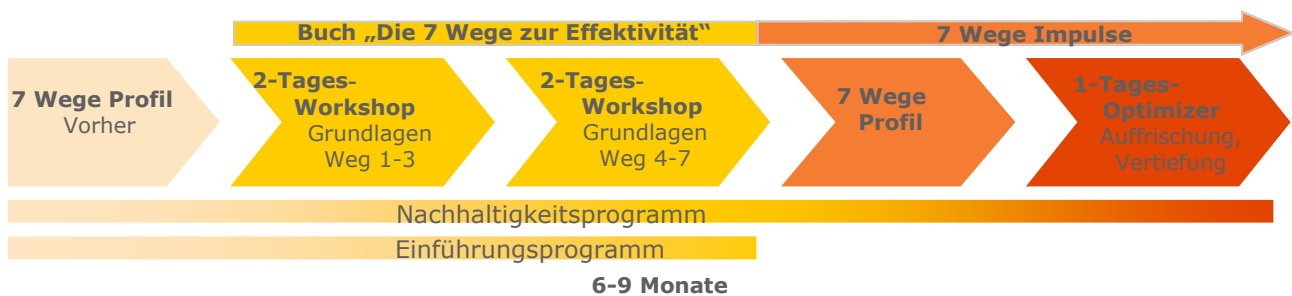 Buch „Die 7 Wege zur Effektivität“
7 Wege Impulse
7 Wege Profil
Vorher
2-Tages-
Workshop
Grundlagen
Weg 1-3
2-Tages-
Workshop
Grundlagen
Weg 4-7
7 Wege
Profil
1-Tages-
Optimizer
Auffrischung,
Vertiefung
Nachhaltigkeitsprogramm
Einführungsprogramm
6-9 Monate